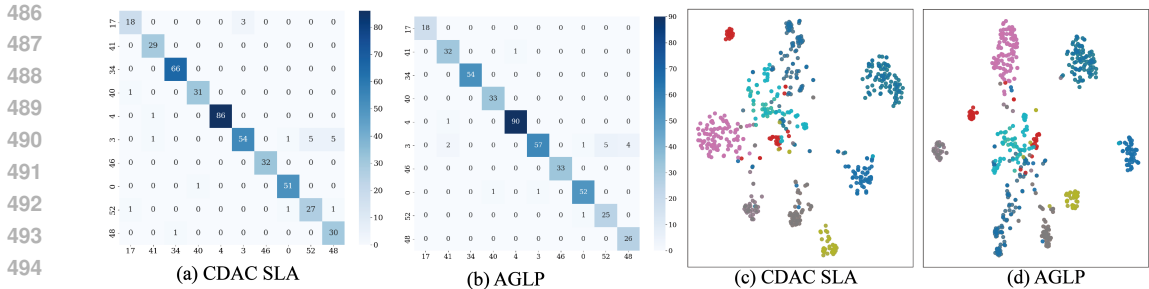 486
487
488
489
490
491
492
493
494
17 18 0 0 0 0 3 0 0 0 0
41 0 29 0 0 0 0 0 0 0 0
34 0 0 66 0 0 0 0 0 0 0
40 1 0 0 31 0 0 0 0 0 0
4 0 1 0 0 86 0 0 0 0 0
3 0 1 0 0 0 54 0 1 5 5
46 0 0 0 0 0 0 32 0 0 0
0 0 0 0 1 0 0 0 51 0 0
52 1 0 0 0 0 0 0 1 27 1
48 0 0 1 0 0 0 0 0 0 30
17 41 34 40 4 3 46 0 52 48
80
70
60
50
40
30
20
10
0
(a) CDAC SLA
17 18 0 0 0 0 0 0 0 0 0
41 0 32 0 0 1 0 0 0 0 0
34 0 0 54 0 0 0 0 0 0 0
40 0 0 0 33 0 0 0 0 0 0
4 0 1 0 0 90 0 0 0 0 0
3 0 2 0 0 0 57 0 1 5 4
46 0 0 0 0 0 0 33 0 0 0
0 0 0 0 1 0 1 0 52 0 0
52 0 0 0 0 0 0 0 1 25 0
48 0 0 0 0 0 0 0 0 0 26
17 41 34 40 4 3 46 0 52 48
90
80
70
60
50
40
30
20
10
0
(b) AGLP
(c) CDAC SLA
(d) AGLP